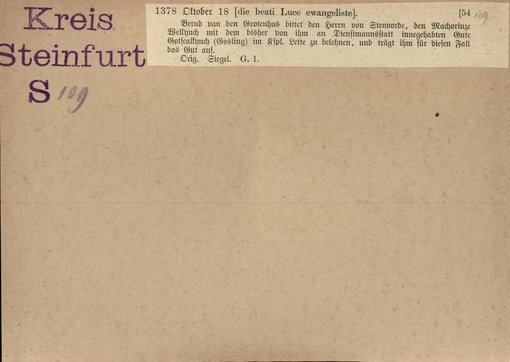 Kreis
Steinfurt
S 109
1378 Oktober 18 [die beati Luce ewangeliste]. [54 109
Bernd van den Grotenhus bittet den Herrn von Stenvorde, den Machorinze
Welkynch mit dem bisher von ihm an Dienstmannsstatt innegehabten Gute
Gotscalkynch (Gosling) im Kspl. Lette zu belehnen, und trägt ihm für diesen Fall
das Gut auf.
Orig. Siegel. G. 1.